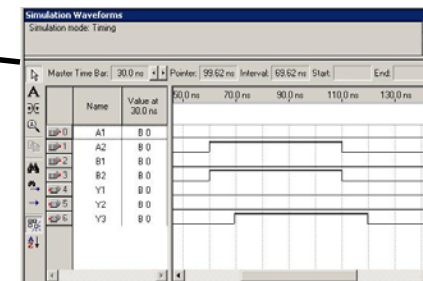 Simulation Waveforms
Simulation mode: Timing
Master Time Bar: 30.0 ns Pointer: 99.62 ns Interval: 69.62 ns Start: End:
Name Value at 30.0 ns 50.0 ns 70.0 ns 90.0 ns 110.0 ns 130.0 ns
0 A1 B 0
1 A2 B 0
2 B1 B 0
3 B2 B 0
4 Y1 B 0
5 Y2 B 0
6 Y3 B 0